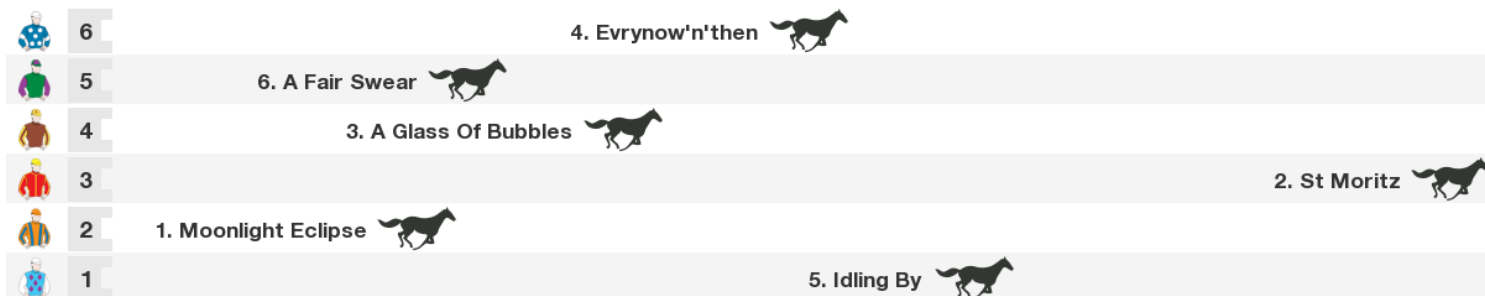 6 4. Evrynow'n'then
5 6. A Fair Swear
4 3. A Glass Of Bubbles
3 2. St Moritz
2 1. Moonlight Eclipse
1 5. Idling By